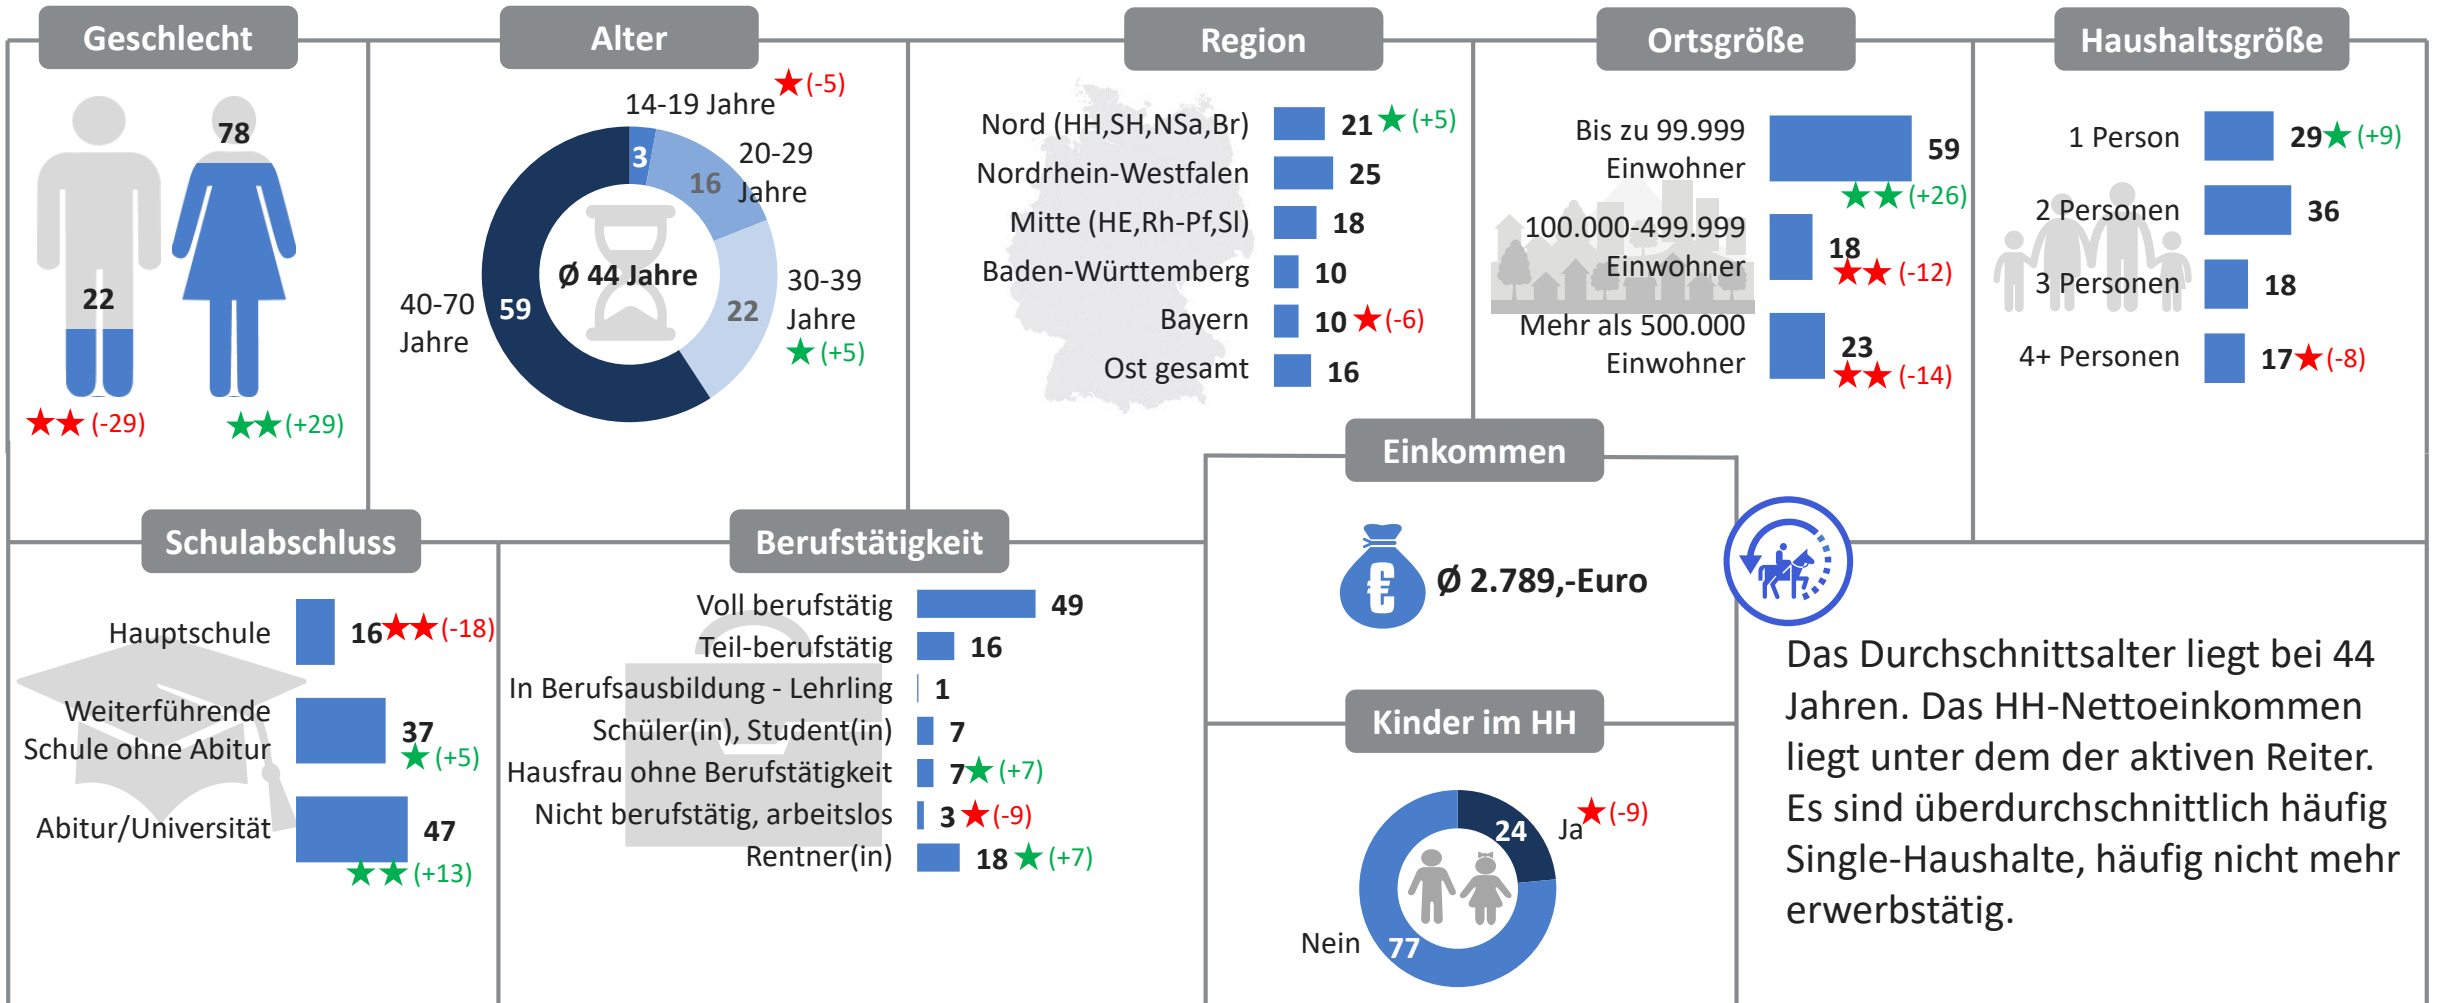 Geschlecht
78
22
★★ (-29)
★★ (+29)
Alter
14-19 Jahre ★ (-5)
3
20-29
Jahre
16
30-39
Jahre
★ (+5)
22
40-70
Jahre
59
Ø 44 Jahre
Region
Nord (HH,SH,NSa,Br) 21 ★ (+5)
Nordrhein-Westfalen 25
Mitte (HE,Rh-Pf,Sl) 18
Baden-Württemberg 10
Bayern 10 ★ (-6)
Ost gesamt 16
Ortsgröße
Bis zu 99.999
Einwohner
59
★★ (+26)
100.000-499.999
Einwohner
18
★★ (-12)
Mehr als 500.000
Einwohner
23
★★ (-14)
Haushaltsgröße
1 Person 29 ★ (+9)
2 Personen 36
3 Personen 18
4+ Personen 17 ★ (-8)
Schulabschluss
Hauptschule 16 ★★ (-18)
Weiterführende
Schule ohne Abitur
37
★ (+5)
Abitur/Universität 47
★★ (+13)
Berufstätigkeit
Voll berufstätig 49
Teil-berufstätig 16
In Berufsausbildung - Lehrling 1
Schüler(in), Student(in) 7
Hausfrau ohne Berufstätigkeit 7 ★ (+7)
Nicht berufstätig, arbeitslos 3 ★ (-9)
Rentner(in) 18 ★ (+7)
Einkommen
€
Ø 2.789,-Euro
Kinder im HH
24
Ja ★ (-9)
Nein
77
Das Durchschnittsalter liegt bei 44
Jahren. Das HH-Nettoeinkommen
liegt unter dem der aktiven Reiter.
Es sind überdurchschnittlich häufig
Single-Haushalte, häufig nicht mehr
erwerbstätig.